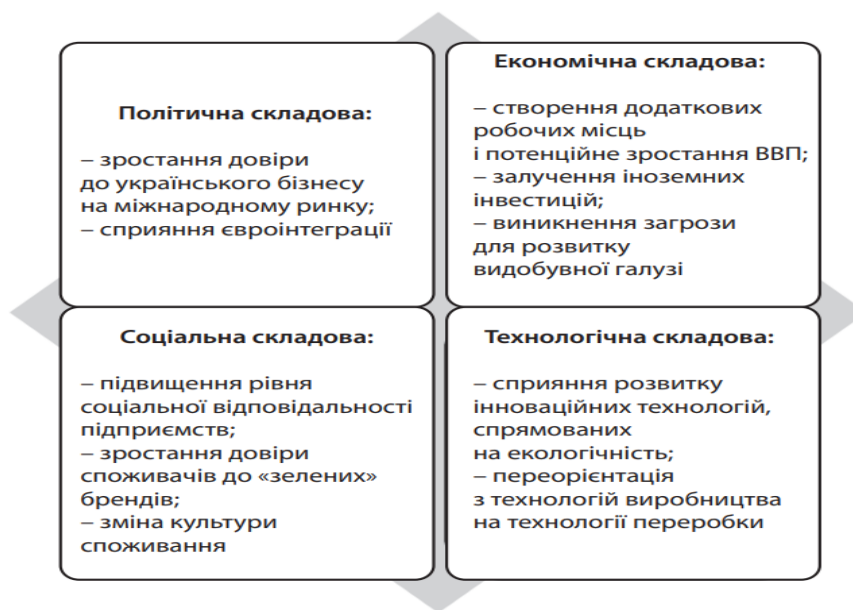 Політична складова:
– зростання довіри
до українського бізнесу
на міжнародному ринку;
– сприяння євроінтеграції
Економічна складова:
– створення додаткових
робочих місць
і потенційне зростання ВВП;
– залучення іноземних
інвестицій;
– виникнення загрози
для розвитку
видобувної галузі
Соціальна складова:
– підвищення рівня
соціальної відповідальності
підприємств;
– зростання довіри
споживачів до «зелених»
брендів;
– зміна культури
споживання
Технологічна складова:
– сприяння розвитку
інноваційних технологій,
спрямованих
на екологічність;
– переорієнтація
з технологій виробництва
на технології переробки